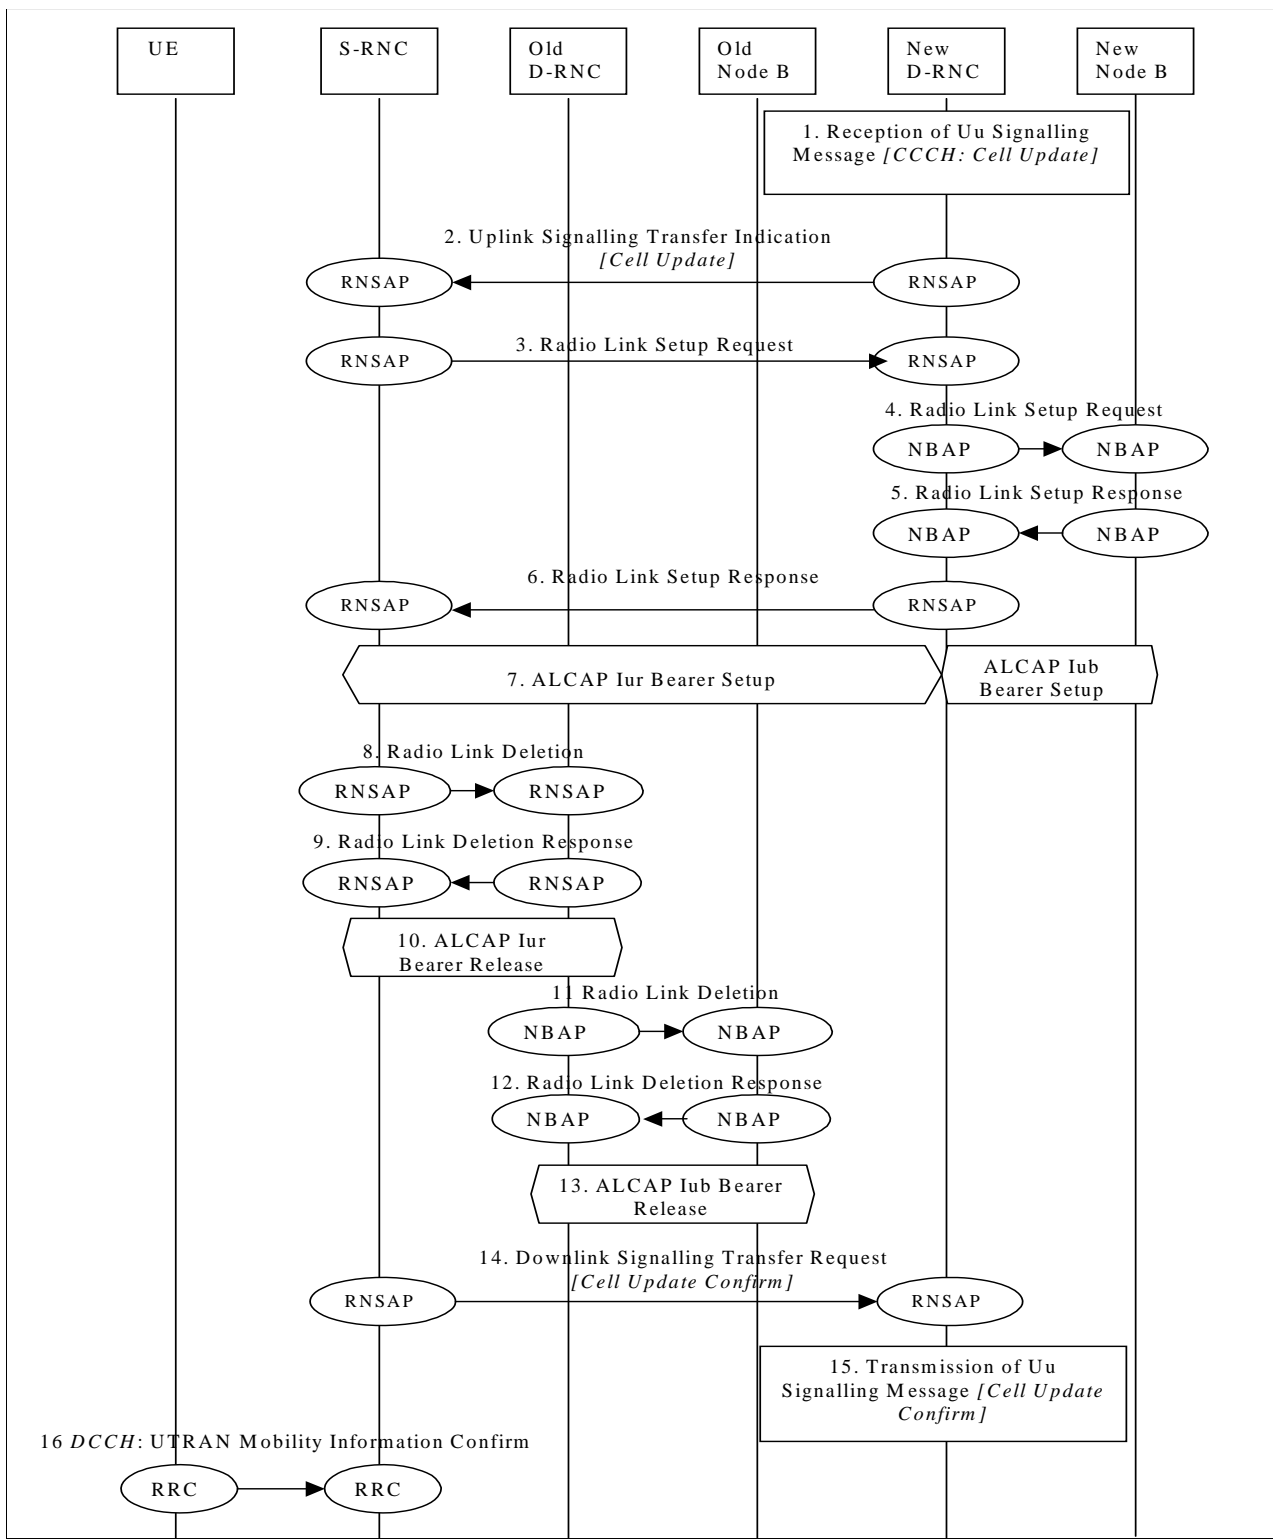 UE
S-RNC
Old
D-RNC
Old
Node B
New
D-RNC
New
Node B
1. Reception of Uu Signalling
Message [CCCH: Cell Update]
2. Uplink Signalling Transfer Indication
[Cell Update]
RNSAP
RNSAP
3. Radio Link Setup Request
RNSAP
RNSAP
4. Radio Link Setup Request
NBAP
NBAP
5. Radio Link Setup Response
NBAP
NBAP
6. Radio Link Setup Response
RNSAP
RNSAP
7. ALCAP Iur Bearer Setup
ALCAP Iub
Bearer Setup
8. Radio Link Deletion
RNSAP
RNSAP
9. Radio Link Deletion Response
RNSAP
RNSAP
10. ALCAP Iur
Bearer Release
11 Radio Link Deletion
NBAP
NBAP
12. Radio Link Deletion Response
NBAP
NBAP
13. ALCAP Iub Bearer
Release
14. Downlink Signalling Transfer Request
[Cell Update Confirm]
RNSAP
RNSAP
15. Transmission of Uu
Signalling Message [Cell Update
Confirm]
16 DCCH: UTRAN Mobility Information Confirm
RRC
RRC